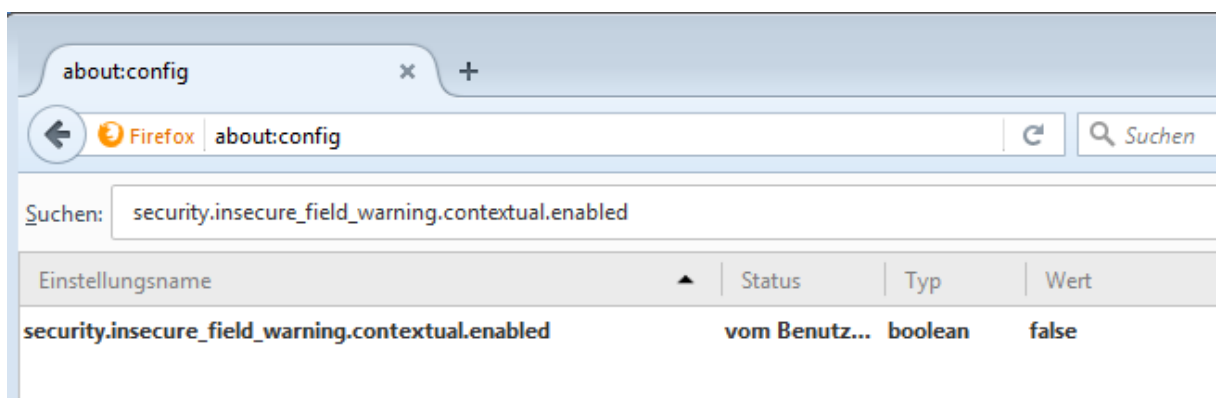 about:config
Firefox about:config Suchen
Suchen: security.insecure_field_warning.contextual.enabled
Einstellungsname Status Typ Wert
security.insecure_field_warning.contextual.enabled vom Benutz... boolean false